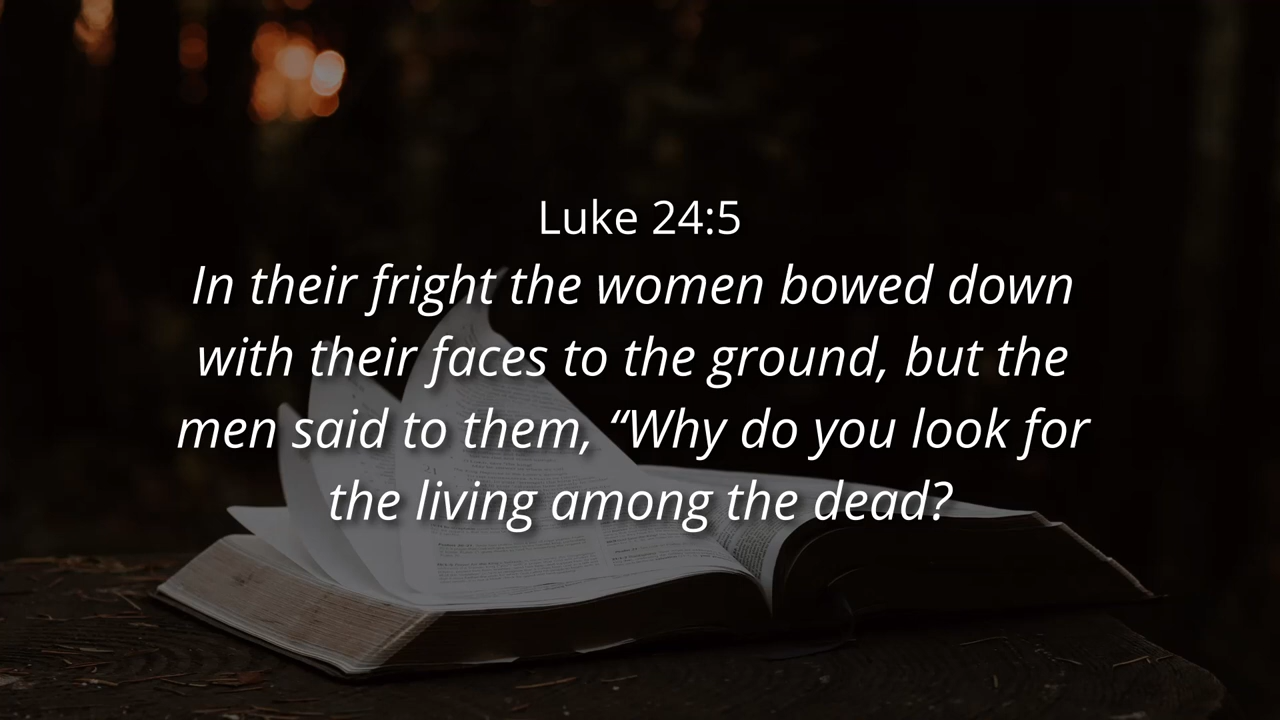 Luke 24:5
In their fright the women bowed down
with their faces to the ground, but the
men said to them, “Why do you look for
the living among the dead?